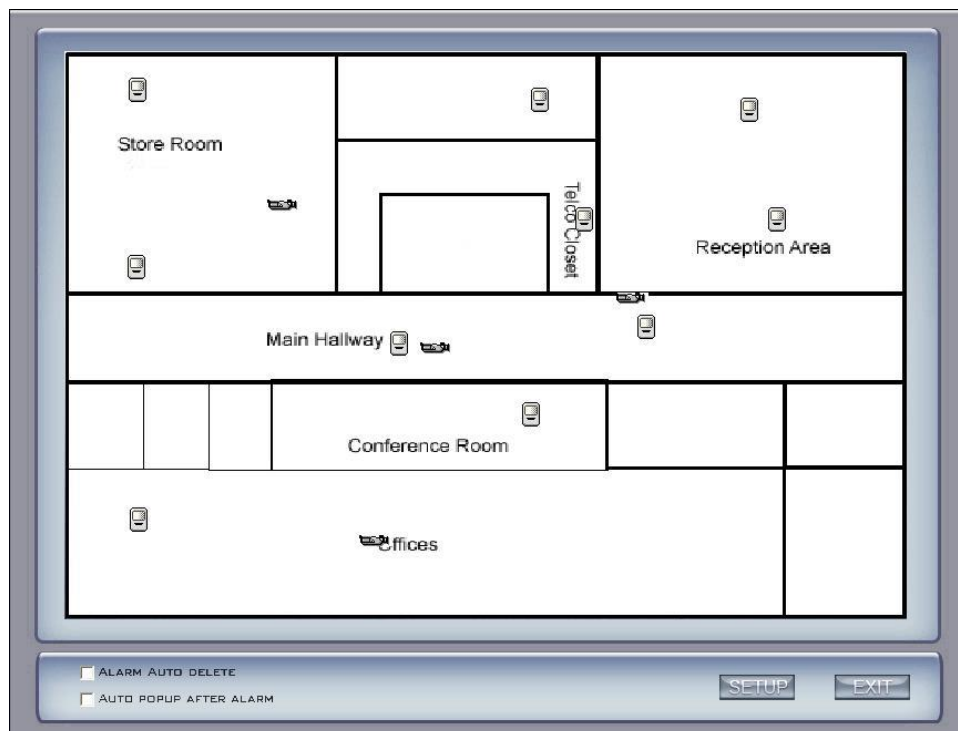 Store Room
Telco Closet
Reception Area
Main Hallway
Conference Room
Offices
ALARM AUTO DELETE
AUTO POPUP AFTER ALARM
SETUP
EXIT